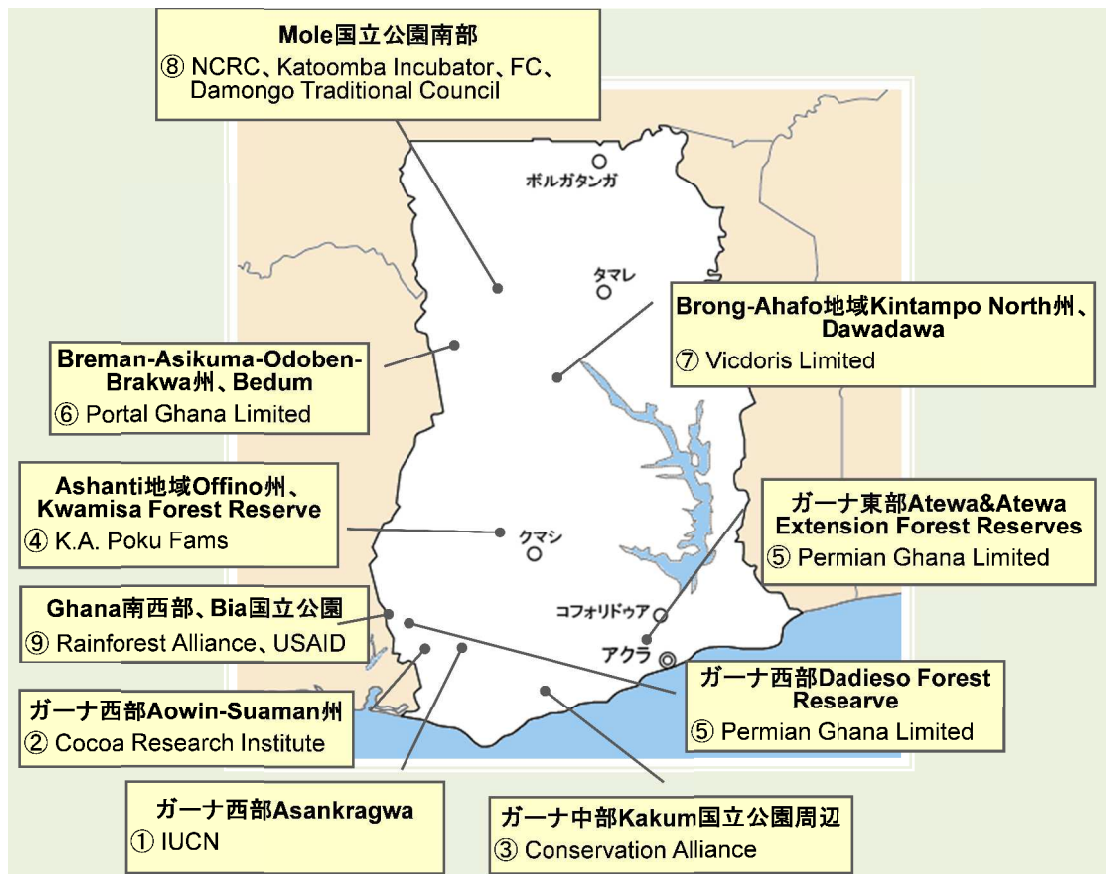 Mole国立公園南部
⑧ NCRC、Katoomba Incubator、FC、
Damongo Traditional Council
ボルガタンガ
タマレ
Brong-Ahafo地域Kintampo North州、
Dawadawa
⑦ Vicdoris Limited
Breman-Asikuma-Odoben-
Brakwa州、Bedum
⑥ Portal Ghana Limited
Ashanti地域Offino州、
Kwamisa Forest Reserve
④ K.A. Poku Fams
クマシ
ガーナ東部Atewa&Atewa
Extension Forest Reserves
⑤ Permian Ghana Limited
Ghana南西部、Bia国立公園
⑨ Rainforest Alliance、USAID
コフォリドゥア
アクラ
ガーナ西部Dadieso Forest
Researve
⑤ Permian Ghana Limited
ガーナ西部Aowin-Suaman州
② Cocoa Research Institute
ガーナ西部Asankragwa
① IUCN
ガーナ中部Kakum国立公園周辺
③ Conservation Alliance